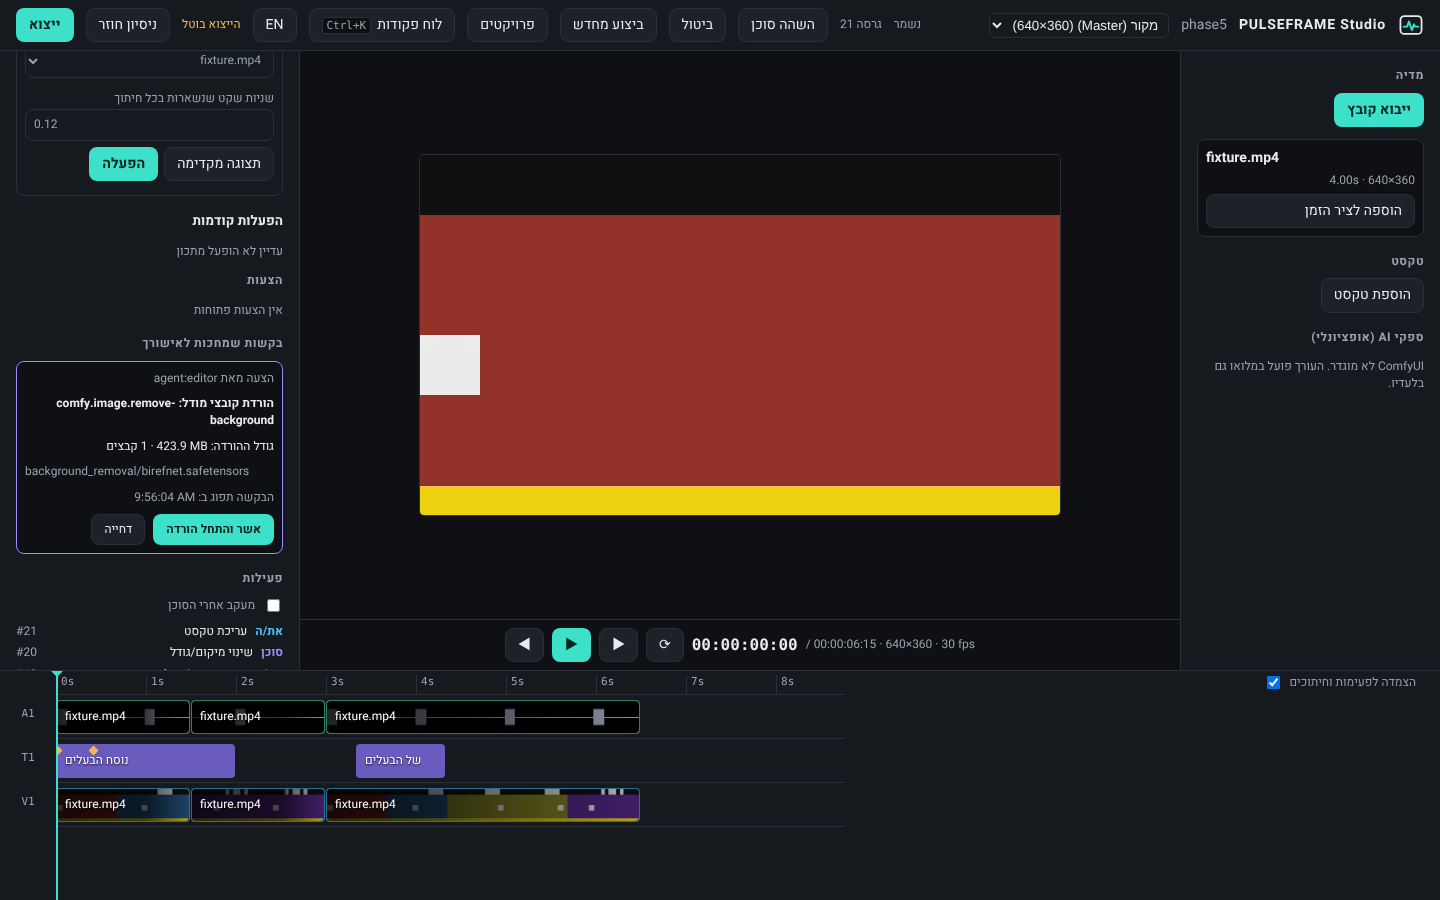 PULSEFRAME Studio
phase5
מקור (Master) (640×360)
נשמר
גרסה 21
השהה סוכן
ביטול
ביצוע מחדש
פרויקטים
לוח פקודות Ctrl+K
EN
הייצוא בוטל
ניסיון חוזר
ייצוא
מדיה
ייבוא קובץ
fixture.mp4
4.00s · 640×360
הוספה לציר הזמן
טקסט
הוספת טקסט
ספקי AI (אופציונלי)
ComfyUI לא מוגדר. העורך פועל במלואו גם
בלעדיו.
fixture.mp4
שניות שקט שנשארות בכל חיתוך
0.12
תצוגה מקדימה
הפעלה
הפעלות קודמות
עדיין לא הופעל מתכון
הצעות
אין הצעות פתוחות
בקשות שמחכות לאישורך
הצעה מאת agent:editor
הורדת קובצי מודל: comfy.image.remove-
background
גודל ההורדה: 423.9 MB · 1 קבצים
background_removal/birefnet.safetensors
הבקשה תפוג ב: 9:56:04 AM
אשר והתחל הורדה
דחייה
פעילות
מעקב אחרי הסוכן
את/ה עריכת טקסט #21
סוכן שינוי מיקום/גודל #20
00:00:00:00 / 00:00:06:15 · 640×360 · 30 fps
הצמדה לפעימות וחיתוכים
0s 1s 2s 3s 4s 5s 6s 7s 8s
A1 fixture.mp4 fixture.mp4 fixture.mp4
T1 נוסח הבעלים של הבעלים
V1 fixture.mp4 fixture.mp4 fixture.mp4